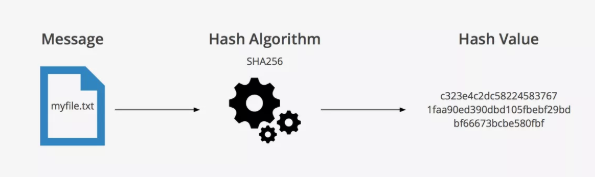 Message
Hash Algorithm
Hash Value
SHA256
myfile.txt
c323e4c2dc58224583767
1faa90ed390dbd105fbebf29bd
bf66673bcbe580fbf